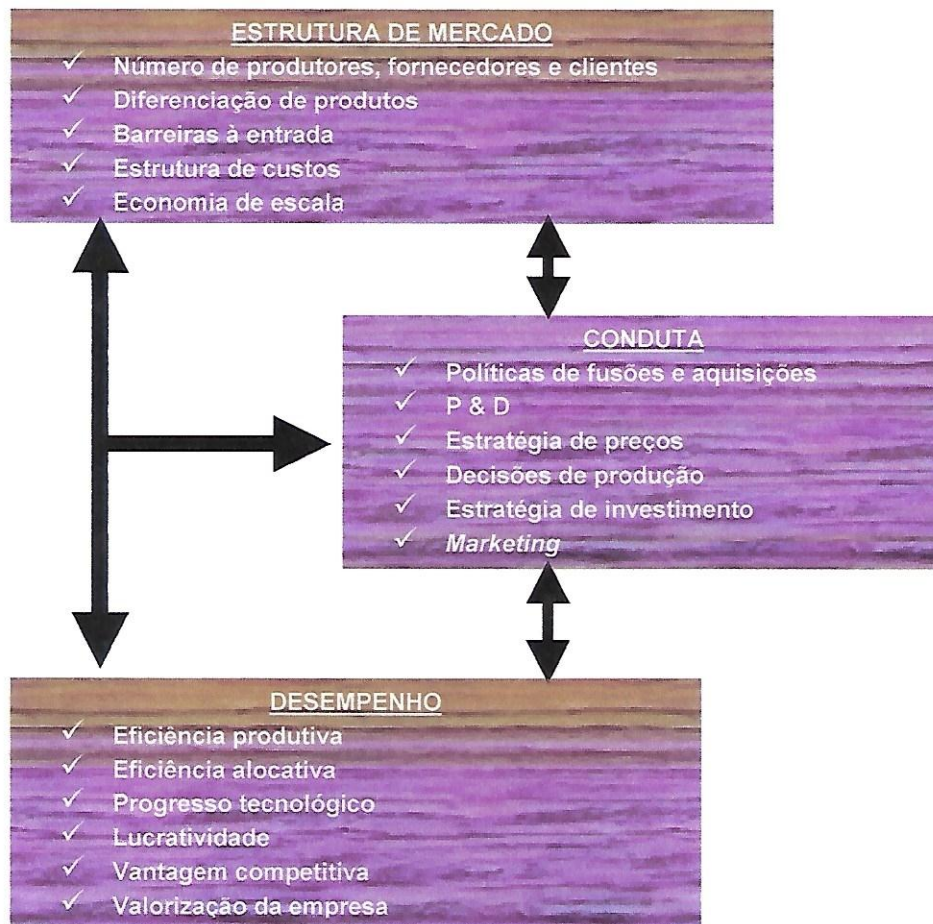 ESTRUTURA DE MERCADO
✓ Número de produtores, fornecedores e clientes
✓ Diferenciação de produtos
✓ Barreiras à entrada
✓ Estrutura de custos
✓ Economia de escala
CONDUTA
✓ Políticas de fusões e aquisições
✓ P & D
✓ Estratégia de preços
✓ Decisões de produção
✓ Estratégia de investimento
✓ Marketing
DESEMPENHO
✓ Eficiência produtiva
✓ Eficiência alocativa
✓ Progresso tecnológico
✓ Lucratividade
✓ Vantagem competitiva
✓ Valorização da empresa